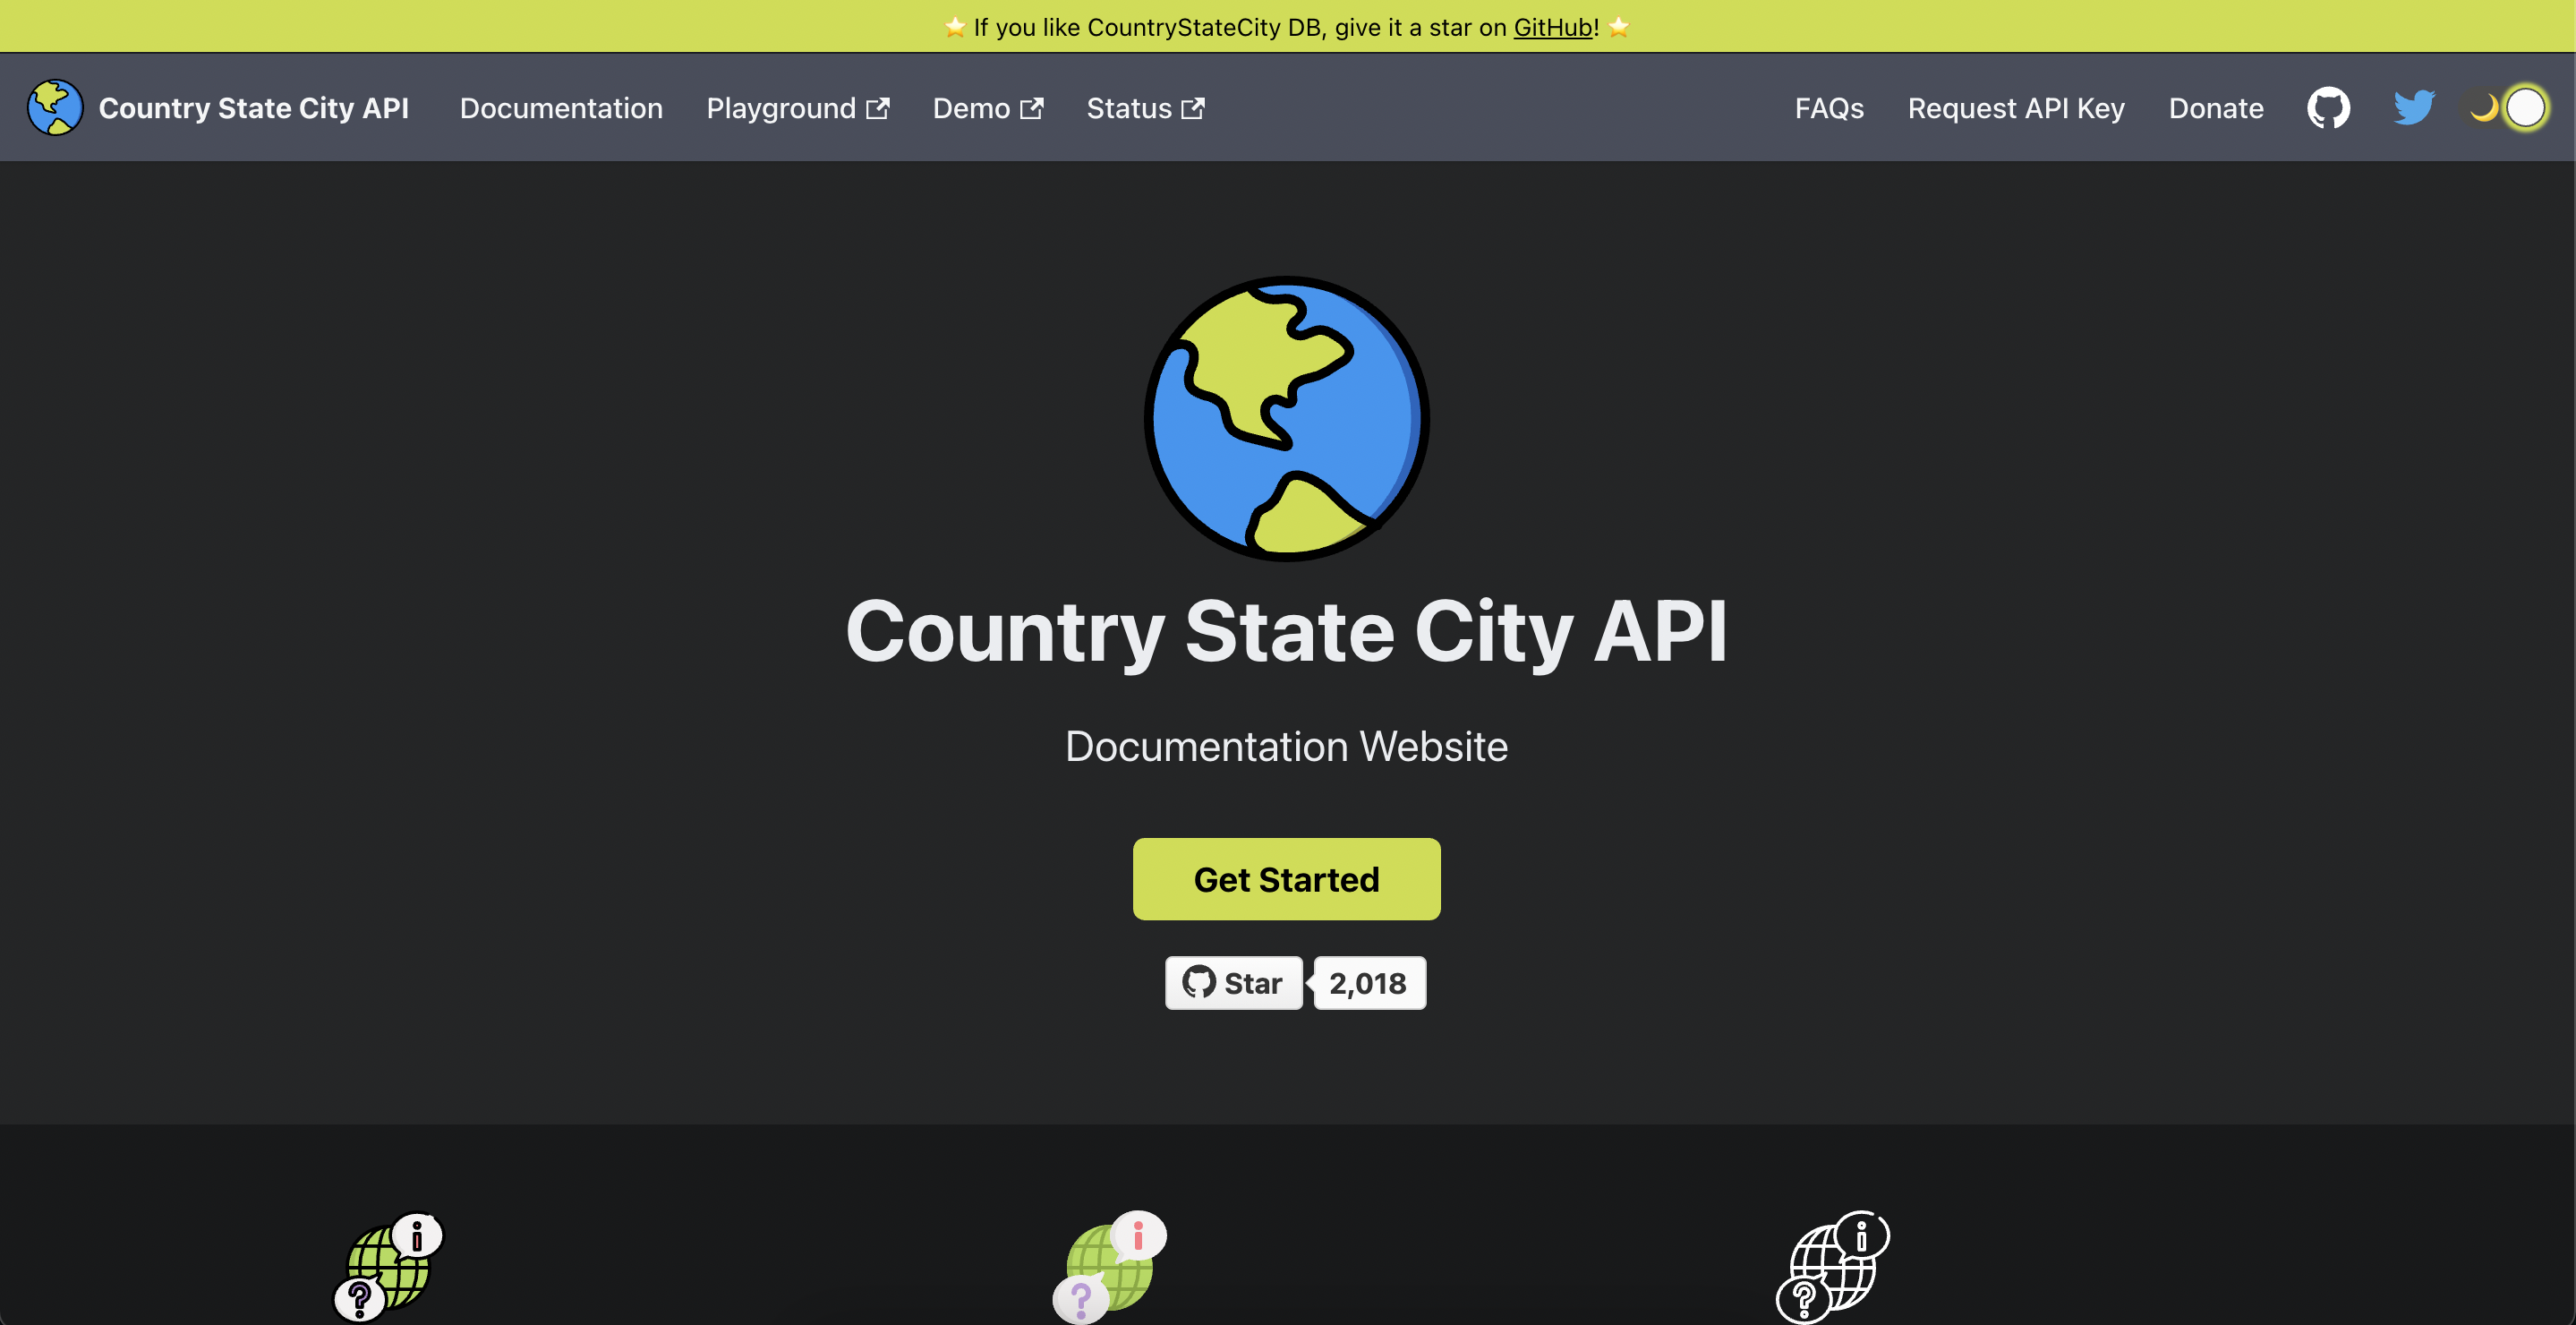 ⭐️ If you like CountryStateCity DB, give it a star on GitHub! ⭐️
Country State City API Documentation Playground Demo Status FAQs Request API Key Donate
Country State City API
Documentation Website
Get Started
Star 2,018
i i i
? ? ?